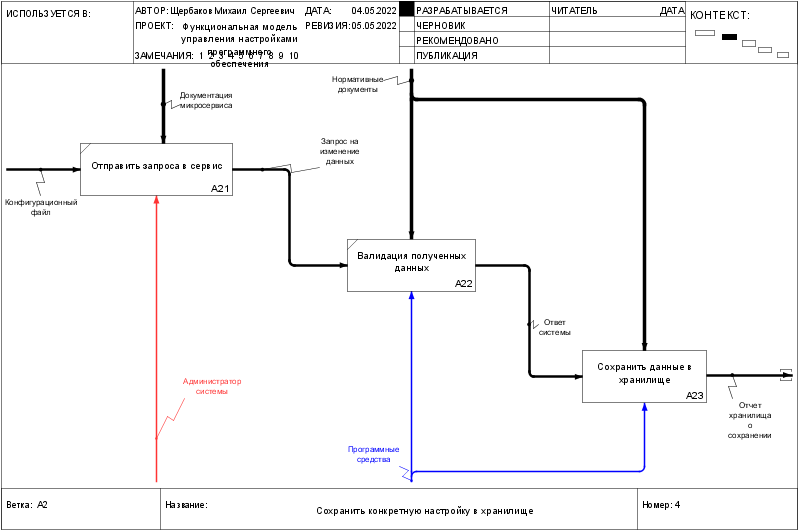 ИСПОЛЬЗУЕТСЯ В:
АВТОР: Щербаков Михаил Сергеевич
ДАТА: 04.05.2022
РАЗРАБАТЫВАЕТСЯ
ЧИТАТЕЛЬ
ДАТА
КОНТЕКСТ:
ПРОЕКТ: Функциональная модель
управления настройками
программного
обеспечения
РЕВИЗИЯ:05.05.2022
ЧЕРНОВИК
РЕКОМЕНДОВАНО
ЗАМЕЧАНИЯ: 1 2 3 4 5 6 7 8 9 10
ПУБЛИКАЦИЯ
Документация
микросервиса
Нормативные
документы
Отправить запроса в сервис
A21
Запрос на
изменение
данных
Конфигурационный
файл
Валидация полученных
данных
A22
Ответ
системы
Сохранить данные в
хранилище
A23
Администратор
системы
Отчет
хранилища
о
сохранении
Программные
средства
Ветка: A2
Название:
Сохранить конкретную настройку в хранилище
Номер: 4